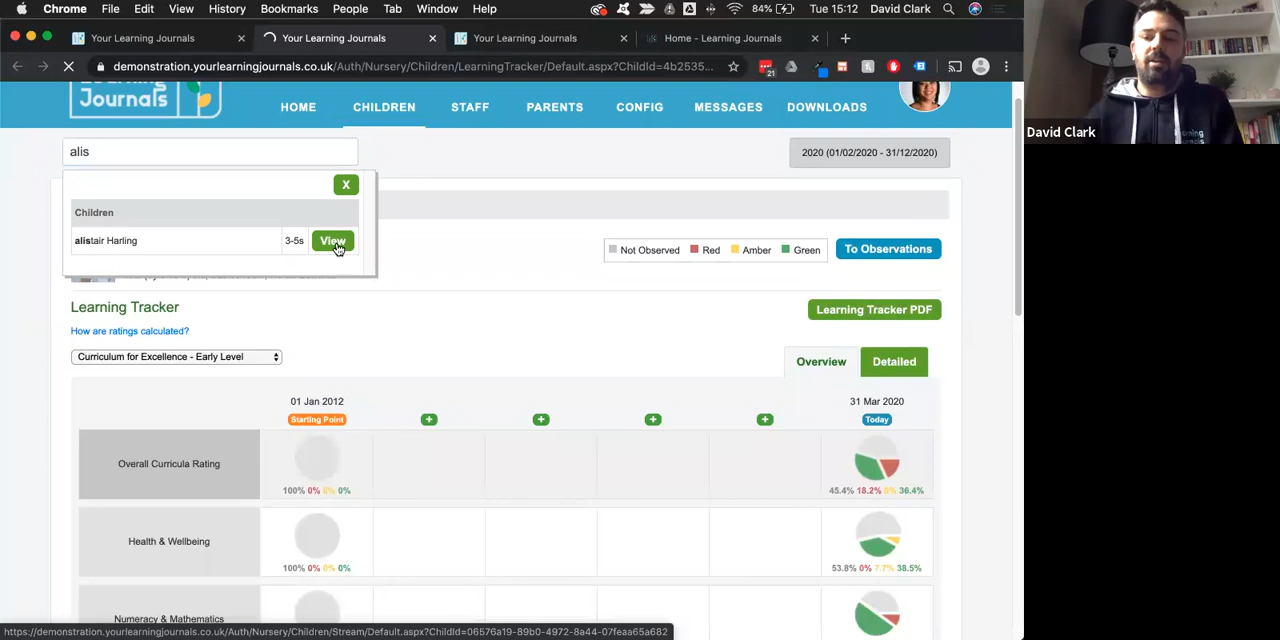 Chrome File Edit View History Bookmarks People Tab Window Help 84% Tue 15:12 David Clark
Your Learning Journals
Your Learning Journals
Your Learning Journals
Home - Learning Journals
demonstration.yourlearningjournals.co.uk/Auth/Nursery/Children/LearningTracker/Default.aspx?ChildId=4b2535...
21
Journals
HOME CHILDREN STAFF PARENTS CONFIG MESSAGES DOWNLOADS
David Clark
alis
2020 (01/02/2020 - 31/12/2020)
X
Children
alistair Harling 3-5s View
Not Observed Red Amber Green
To Observations
Learning Tracker
Learning Tracker PDF
How are ratings calculated?
Curriculum for Excellence - Early Level
Overview Detailed
01 Jan 2012 31 Mar 2020
Starting Point + + + + Today
Overall Curricula Rating
100% 0% 0% 0% 45.4% 18.2% 0% 36.4%
Health & Wellbeing
100% 0% 0% 0% 53.8% 0% 7.7% 38.5%
Numeracy & Mathematics
https://demonstration.yourlearningjournals.co.uk/Auth/Nursery/Children/Stream/Default.aspx?ChildId=06576a19-89b0-4972-8a44-07feaa65a682